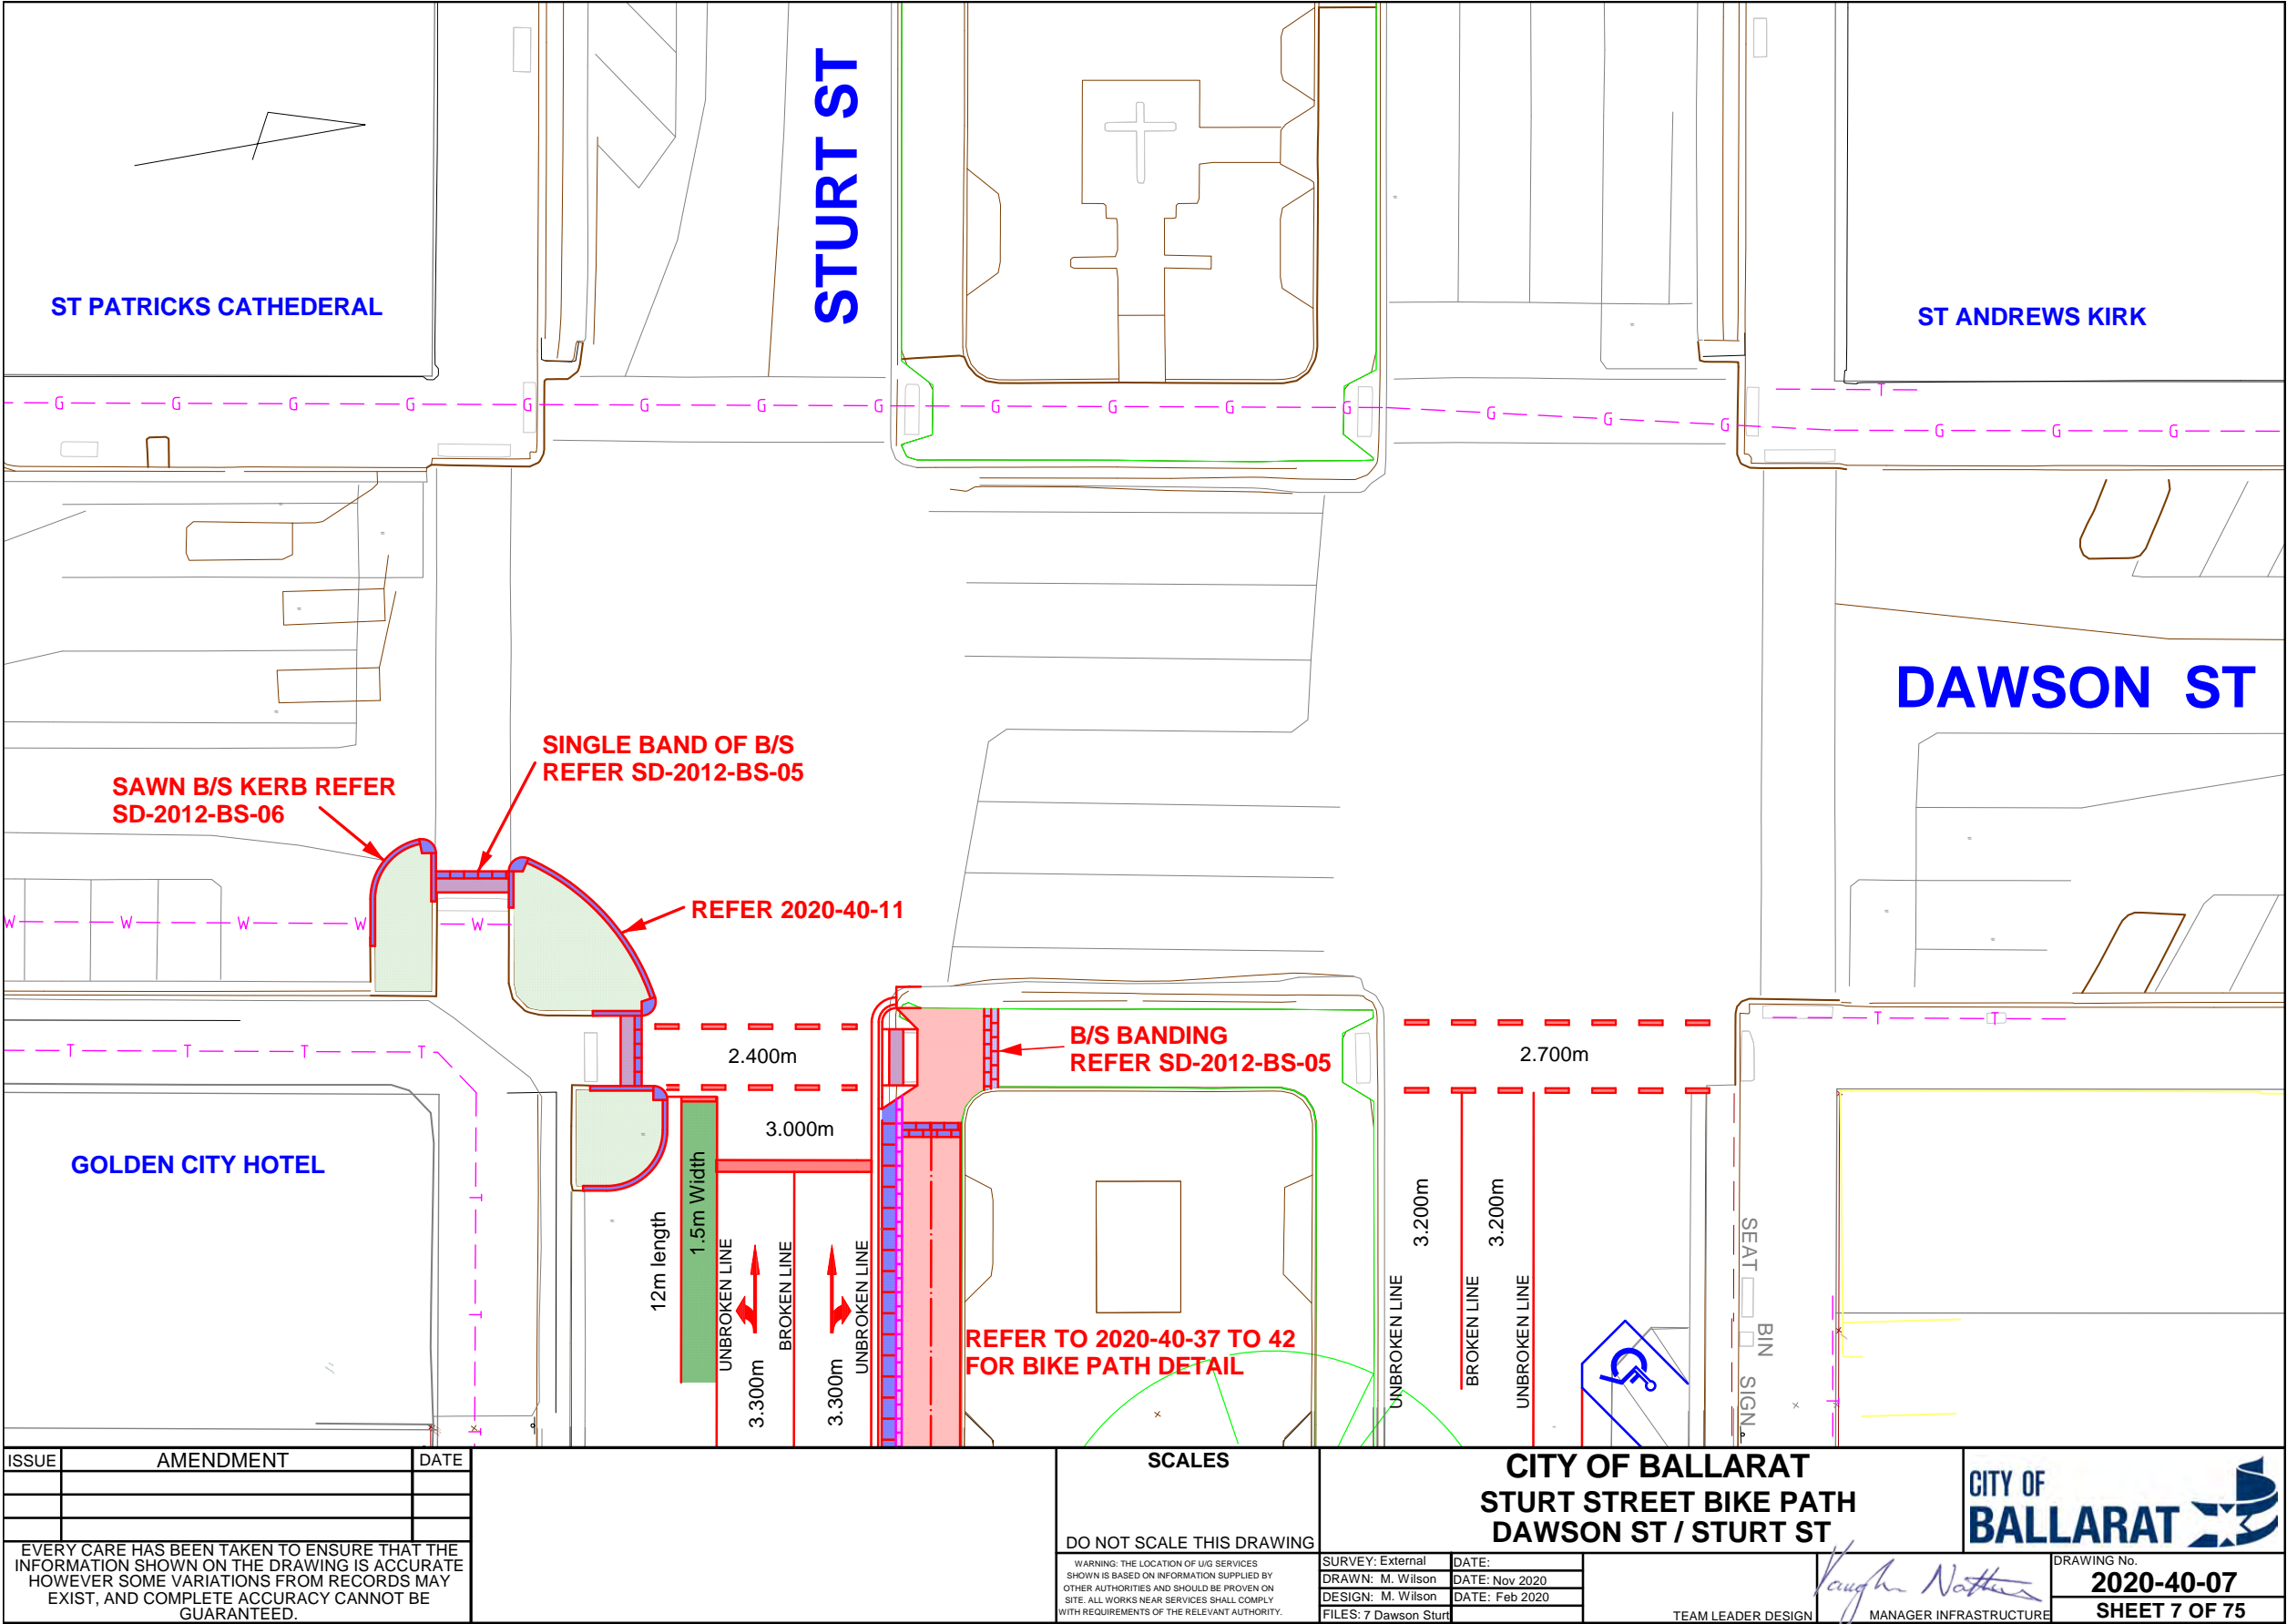 STURT ST
ST PATRICKS CATHEDERAL
ST ANDREWS KIRK
G G G G G G G G G G G G G G G G G G
T
DAWSON ST
SINGLE BAND OF B/S
REFER SD-2012-BS-05
SAWN B/S KERB REFER
SD-2012-BS-06
REFER 2020-40-11
W W W W W
T T T T
T T
B/S BANDING
REFER SD-2012-BS-05
2.400m
2.700m
3.000m
GOLDEN CITY HOTEL
12m length
1.5m Width
UNBROKEN LINE
3.300m
BROKEN LINE
3.300m
UNBROKEN LINE
T
T
T
REFER TO 2020-40-37 TO 42
FOR BIKE PATH DETAIL
UNBROKEN LINE
3.200m
BROKEN LINE
3.200m
UNBROKEN LINE
SEAT
BIN
SIGN
T
ISSUE AMENDMENT DATE
EVERY CARE HAS BEEN TAKEN TO ENSURE THAT THE
INFORMATION SHOWN ON THE DRAWING IS ACCURATE
HOWEVER SOME VARIATIONS FROM RECORDS MAY
EXIST, AND COMPLETE ACCURACY CANNOT BE
GUARANTEED.
SCALES
DO NOT SCALE THIS DRAWING
WARNING: THE LOCATION OF U/G SERVICES
SHOWN IS BASED ON INFORMATION SUPPLIED BY
OTHER AUTHORITIES AND SHOULD BE PROVEN ON
SITE. ALL WORKS NEAR SERVICES SHALL COMPLY
WITH REQUIREMENTS OF THE RELEVANT AUTHORITY.
CITY OF BALLARAT
STURT STREET BIKE PATH
DAWSON ST / STURT ST
SURVEY: External DATE:
DRAWN: M. Wilson DATE: Nov 2020
DESIGN: M. Wilson DATE: Feb 2020
FILES: 7 Dawson Sturt
TEAM LEADER DESIGN
Vaughn Notting
MANAGER INFRASTRUCTURE
CITY OF
BALLARAT
DRAWING No.
2020-40-07
SHEET 7 OF 75